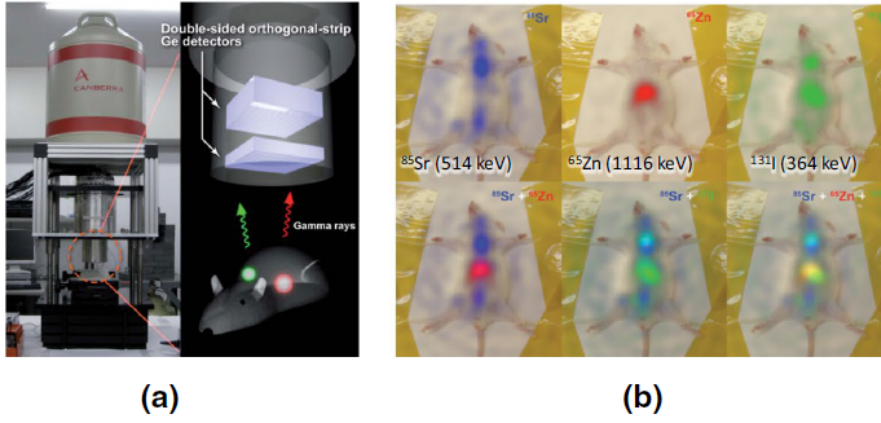 A
CANBERRA
Double-sided orthogonal-strip
Ge detectors
Gamma rays
(a)
⁸⁵Sr
⁶⁵Zn
⁸⁵Sr (514 keV)
⁶⁵Zn (1116 keV)
¹³¹I (364 keV)
⁸⁵Sr + ⁶⁵Zn
⁸⁵Sr +
⁸⁵Sr + ⁶⁵Zn +
(b)